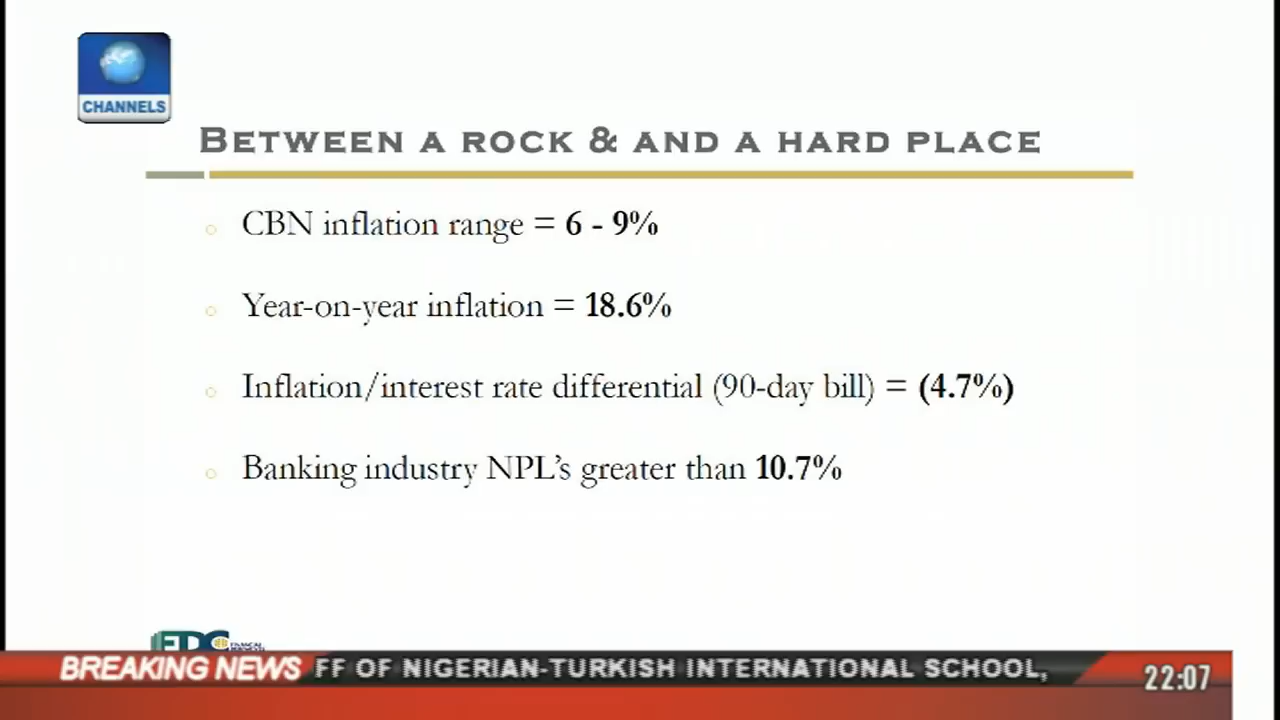 CHANNELS
BETWEEN A ROCK & AND A HARD PLACE
CBN inflation range = 6 - 9%
Year-on-year inflation = 18.6%
Inflation/interest rate differential (90-day bill) = (4.7%)
Banking industry NPL's greater than 10.7%
BREAKING NEWS FF OF NIGERIAN-TURKISH INTERNATIONAL SCHOOL, 22:07